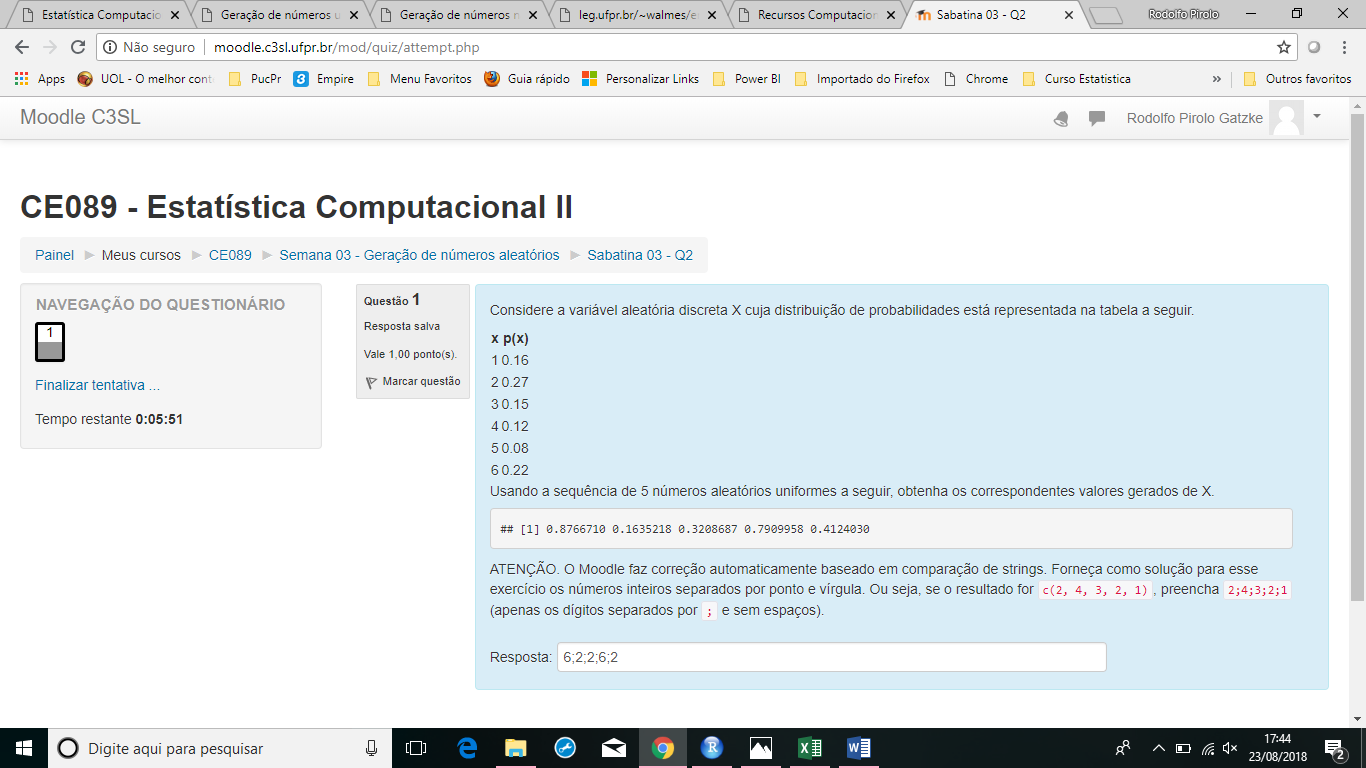 Estatística Computacio
Geração de números u
Geração de números n
leg.ufpr.br/~walmes/e
Recursos Computacion
Sabatina 03 - Q2
Rodolfo Pirolo
Não seguro
moodle.c3sl.ufpr.br/mod/quiz/attempt.php
Apps
UOL - O melhor cont
PucPr
Empire
Menu Favoritos
Guia rápido
Personalizar Links
Power BI
Importado do Firefox
Chrome
Curso Estatistica
»
Outros favoritos
Moodle C3SL
Rodolfo Pirolo Gatzke
CE089 - Estatística Computacional II
Painel ► Meus cursos ► CE089 ► Semana 03 - Geração de números aleatórios ► Sabatina 03 - Q2
NAVEGAÇÃO DO QUESTIONÁRIO
1
Finalizar tentativa ...
Tempo restante 0:05:51
Questão 1
Resposta salva
Vale 1,00 ponto(s).
Marcar questão
Considere a variável aleatória discreta X cuja distribuição de probabilidades está representada na tabela a seguir.
x p(x)
1 0.16
2 0.27
3 0.15
4 0.12
5 0.08
6 0.22
Usando a sequência de 5 números aleatórios uniformes a seguir, obtenha os correspondentes valores gerados de X.
## [1] 0.8766710 0.1635218 0.3208687 0.7909958 0.4124030
ATENÇÃO. O Moodle faz correção automaticamente baseado em comparação de strings. Forneça como solução para esse
exercício os números inteiros separados por ponto e vírgula. Ou seja, se o resultado for c(2, 4, 3, 2, 1), preencha 2;4;3;2;1
(apenas os dígitos separados por ; e sem espaços).
Resposta: 6;2;2;6;2
Digite aqui para pesquisar
17:44
23/08/2018
2